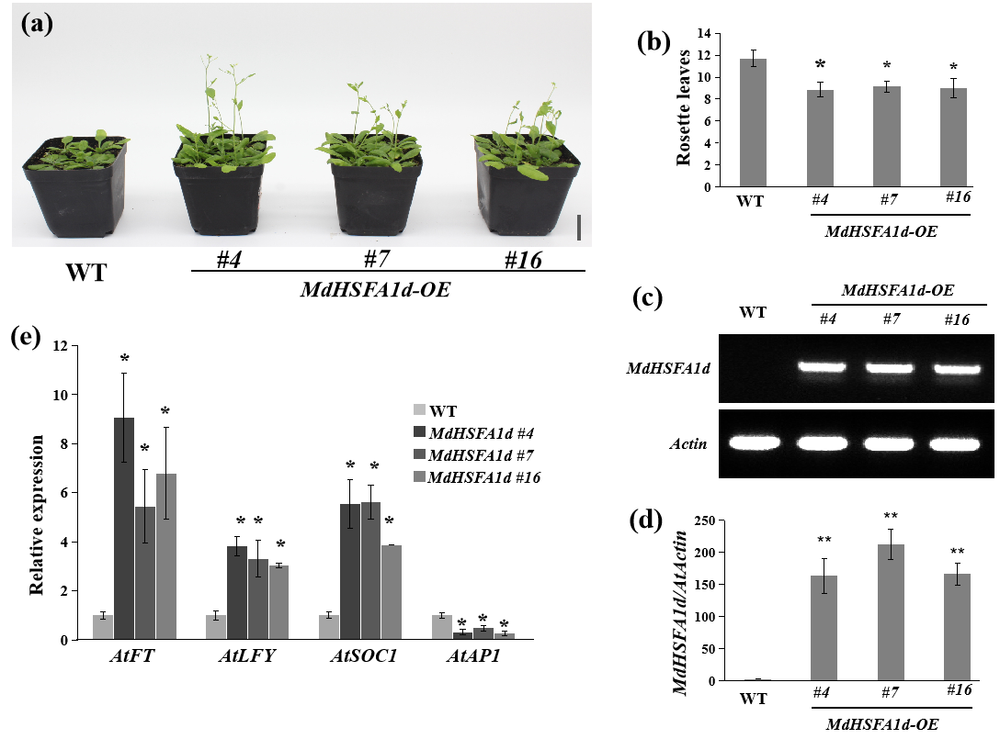 (a)
WT
#4
#7
#16
MdHSFA1d-OE
(b)
Rosette leaves
14
12
10
8
6
4
2
0
*
*
*
WT
#4
#7
#16
MdHSFA1d-OE
(c)
WT
MdHSFA1d-OE
#4
#7
#16
MdHSFA1d
Actin
(d)
MdHSFA1d/AtActin
250
200
150
100
50
0
**
**
**
WT
#4
#7
#16
MdHSFA1d-OE
(e)
Relative expression
12
10
8
6
4
2
0
*
*
*
*
*
*
*
*
*
*
*
*
WT
MdHSFA1d #4
MdHSFA1d #7
MdHSFA1d #16
AtFT
AtLFY
AtSOC1
AtAP1